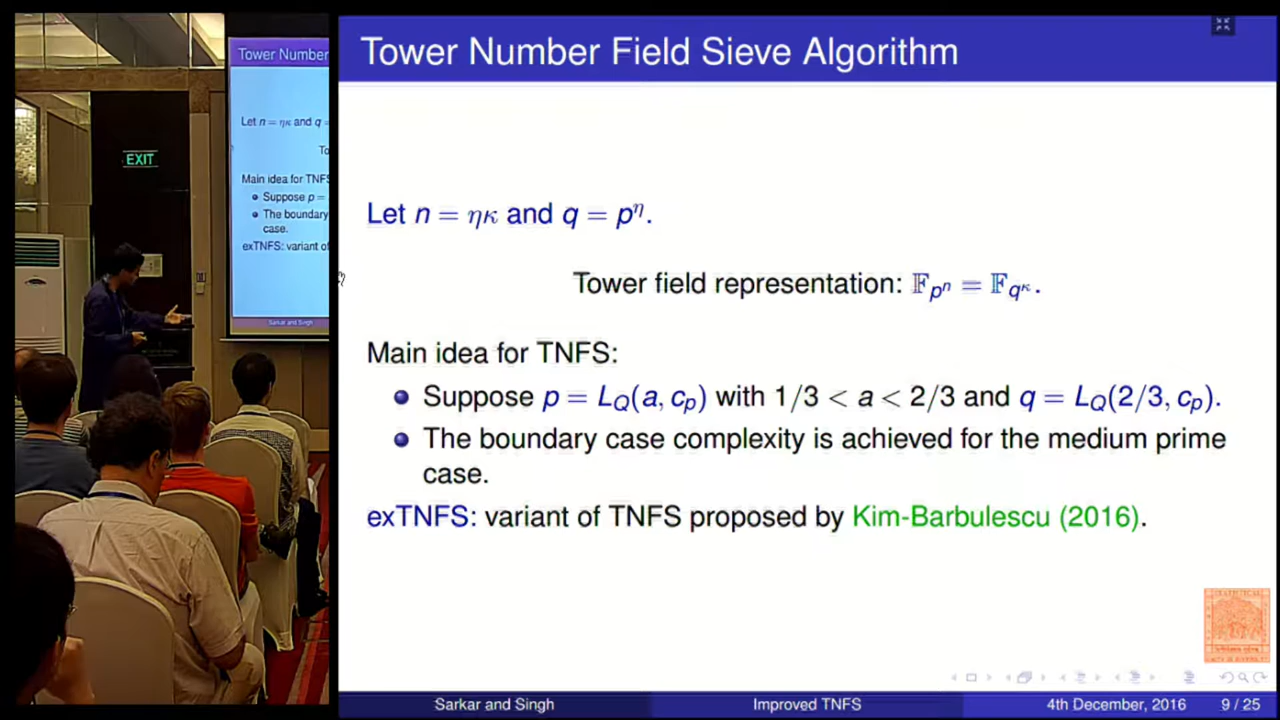 Tower Number Field Sieve Algorithm
Let n = ηκ and q = p^η.
Tower field representation: 𝔽_{p^n} = 𝔽_{q^κ}.
Main idea for TNFS:
Suppose p = L_Q(a, c_p) with 1/3 < a < 2/3 and q = L_Q(2/3, c_p).
The boundary case complexity is achieved for the medium prime
case.
exTNFS: variant of TNFS proposed by Kim-Barbulescu (2016).
Sarkar and Singh Improved TNFS 4th December, 2016 9 / 25
EXIT
Tower Number
Let n = ηκ and q =
To
Main idea for TNFS
Suppose p =
The boundary
case.
exTNFS: variant of
Sarkar and Singh